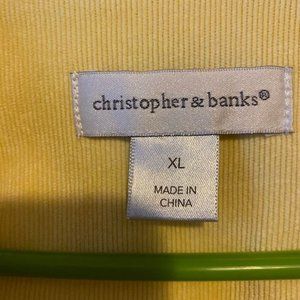 christopher & banks®
XL
MADE IN
CHINA